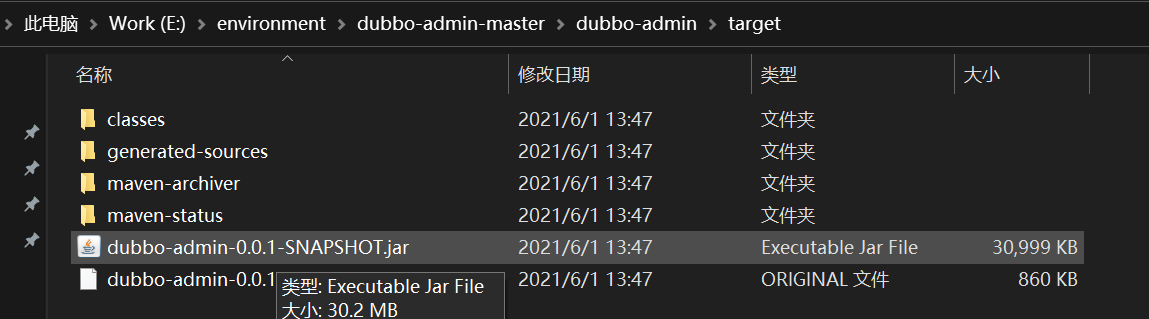 此电脑 > Work (E:) > environment > dubbo-admin-master > dubbo-admin > target
名称 修改日期 类型 大小
classes 2021/6/1 13:47 文件夹
generated-sources 2021/6/1 13:47 文件夹
maven-archiver 2021/6/1 13:47 文件夹
maven-status 2021/6/1 13:47 文件夹
dubbo-admin-0.0.1-SNAPSHOT.jar 2021/6/1 13:47 Executable Jar File 30,999 KB
dubbo-admin-0.0.1 2021/6/1 13:47 ORIGINAL 文件 860 KB
类型: Executable Jar File
大小: 30.2 MB